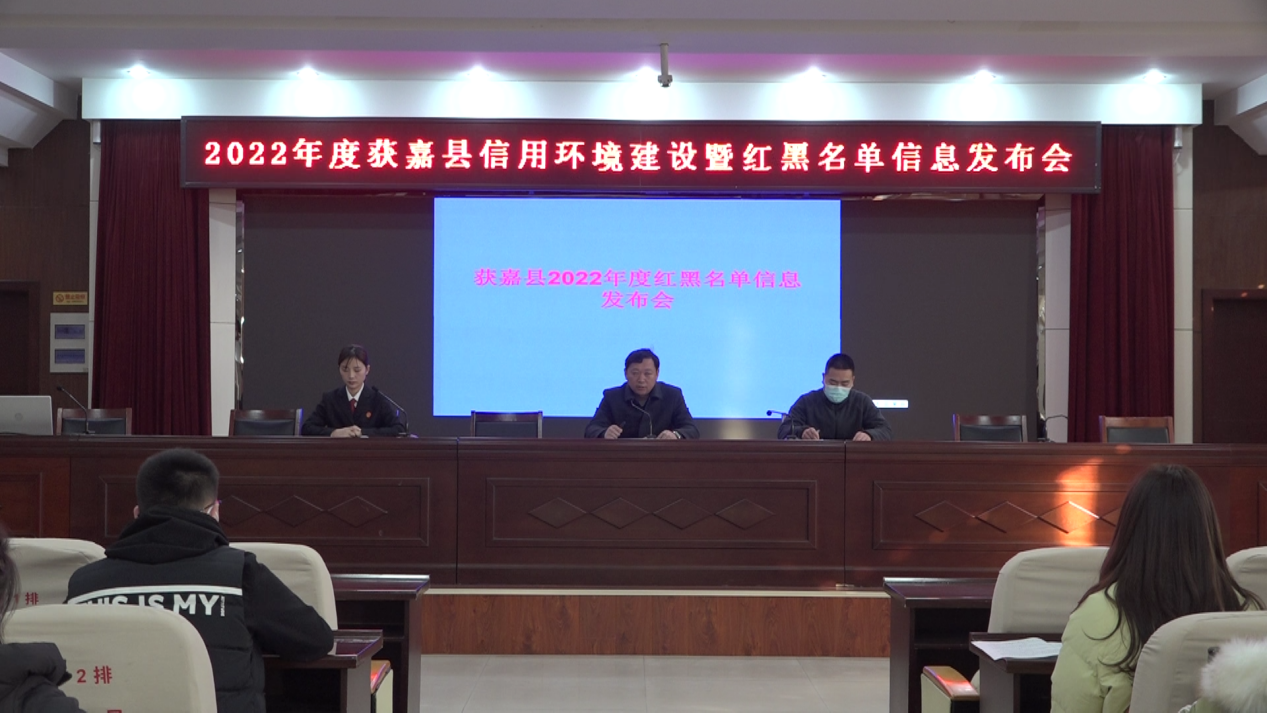 2022年度获嘉县信用环境建设暨红黑名单信息发布会
获嘉县2022年度红黑名单信息
发布会
THIS IS MY
排
2排